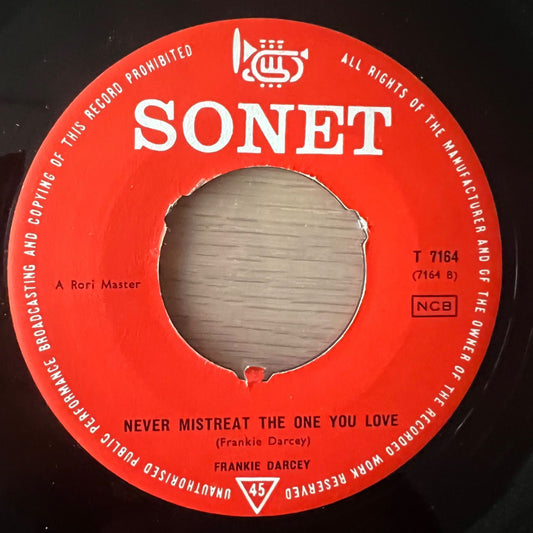 ALL RIGHTS OF THE MANUFACTURER AND OF THE OWNER OF THE RECORDED WORK RESERVED
UNAUTHORISED PUBLIC PERFORMANCE BROADCASTING AND COPYING OF THIS RECORD PROHIBITED
SONET
T 7164
(7164 B)
A Rori Master
NCB
NEVER MISTREAT THE ONE YOU LOVE
(Frankie Darcey)
FRANKIE DARCEY
45